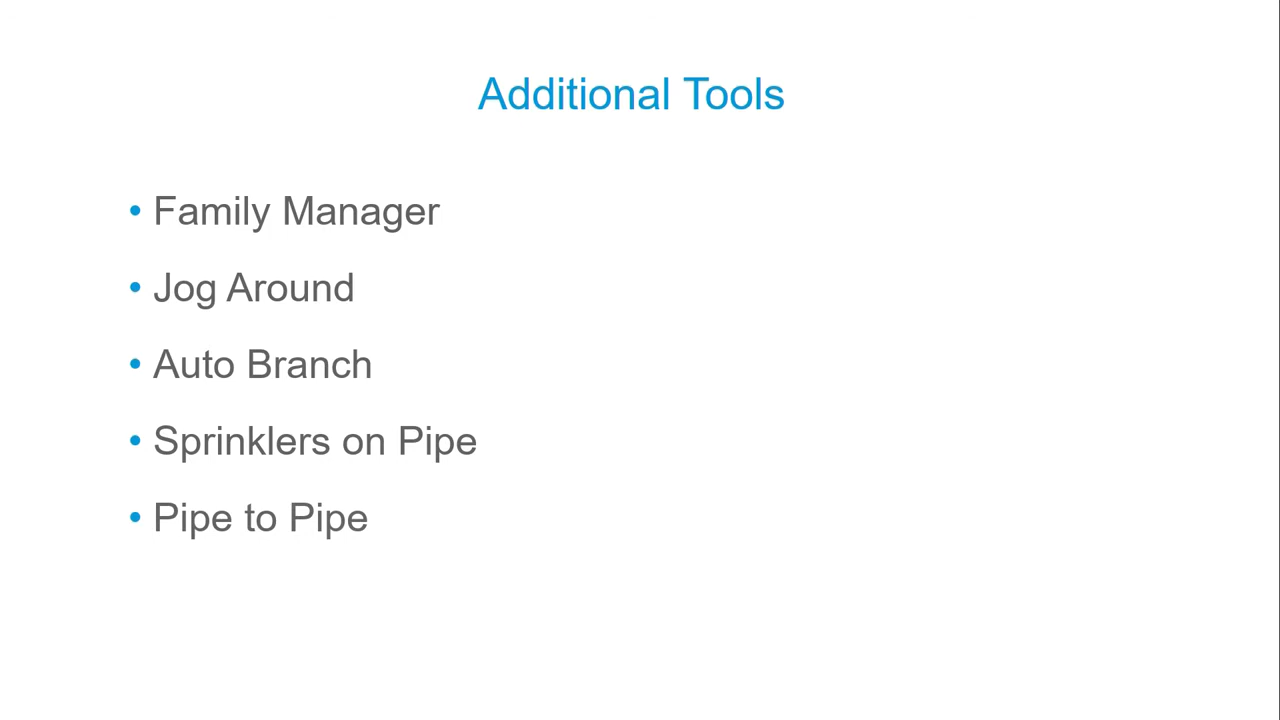 Additional Tools
• Family Manager
• Jog Around
• Auto Branch
• Sprinklers on Pipe
• Pipe to Pipe